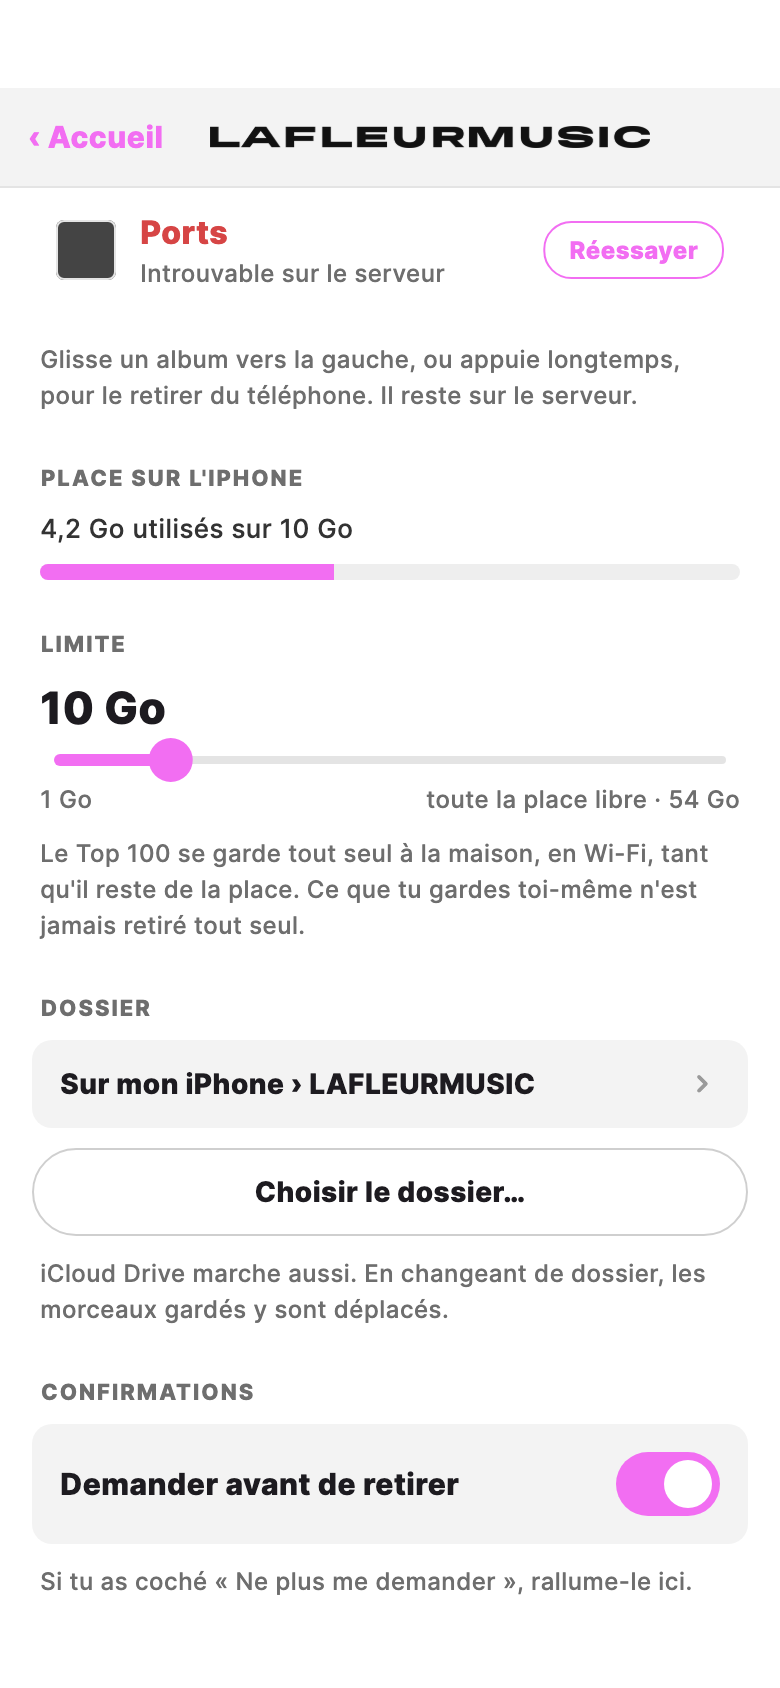 ‹ Accueil LAFLEURMUSIC
Ports
Introuvable sur le serveur
Réessayer
Glisse un album vers la gauche, ou appuie longtemps,
pour le retirer du téléphone. Il reste sur le serveur.
PLACE SUR L'IPHONE
4,2 Go utilisés sur 10 Go
LIMITE
10 Go
1 Go
toute la place libre · 54 Go
Le Top 100 se garde tout seul à la maison, en Wi-Fi, tant
qu'il reste de la place. Ce que tu gardes toi-même n'est
jamais retiré tout seul.
DOSSIER
Sur mon iPhone › LAFLEURMUSIC
Choisir le dossier…
iCloud Drive marche aussi. En changeant de dossier, les
morceaux gardés y sont déplacés.
CONFIRMATIONS
Demander avant de retirer
Si tu as coché « Ne plus me demander », rallume-le ici.